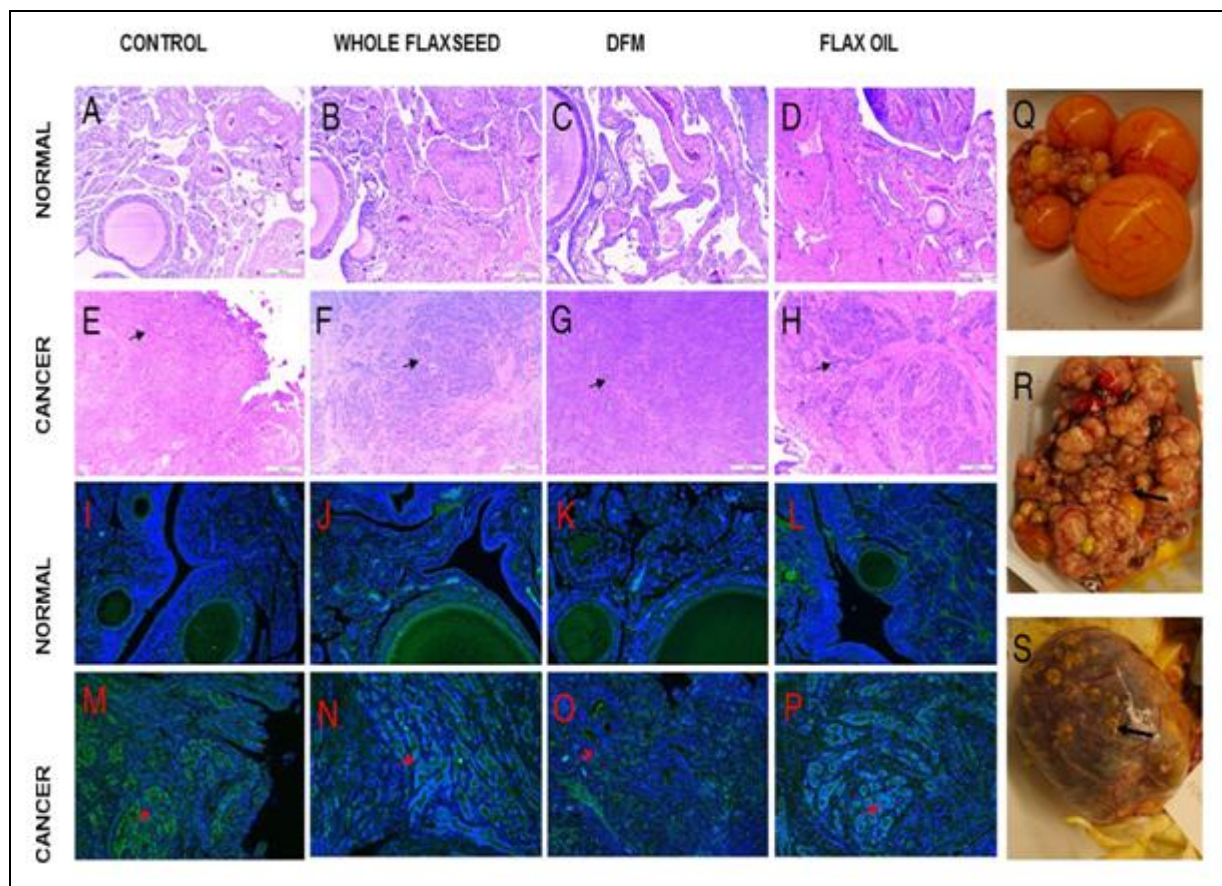 CONTROL WHOLE FLAXSEED DFM FLAX OIL
NORMAL A B C D Q
CANCER E F G H R
NORMAL I J K L S
CANCER M N O P